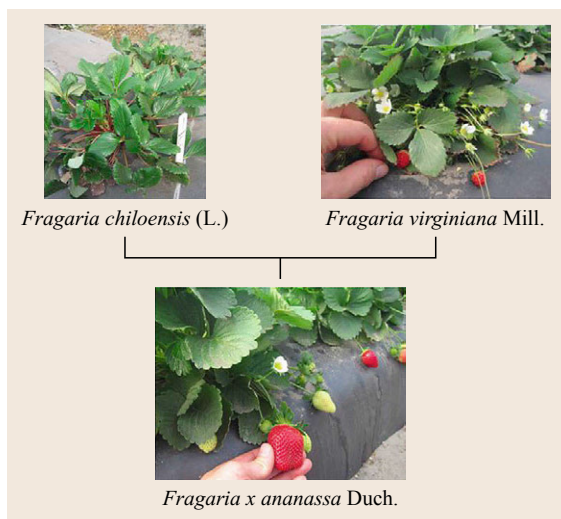 Fragaria chiloensis (L.)
Fragaria virginiana Mill.
Fragaria x ananassa Duch.